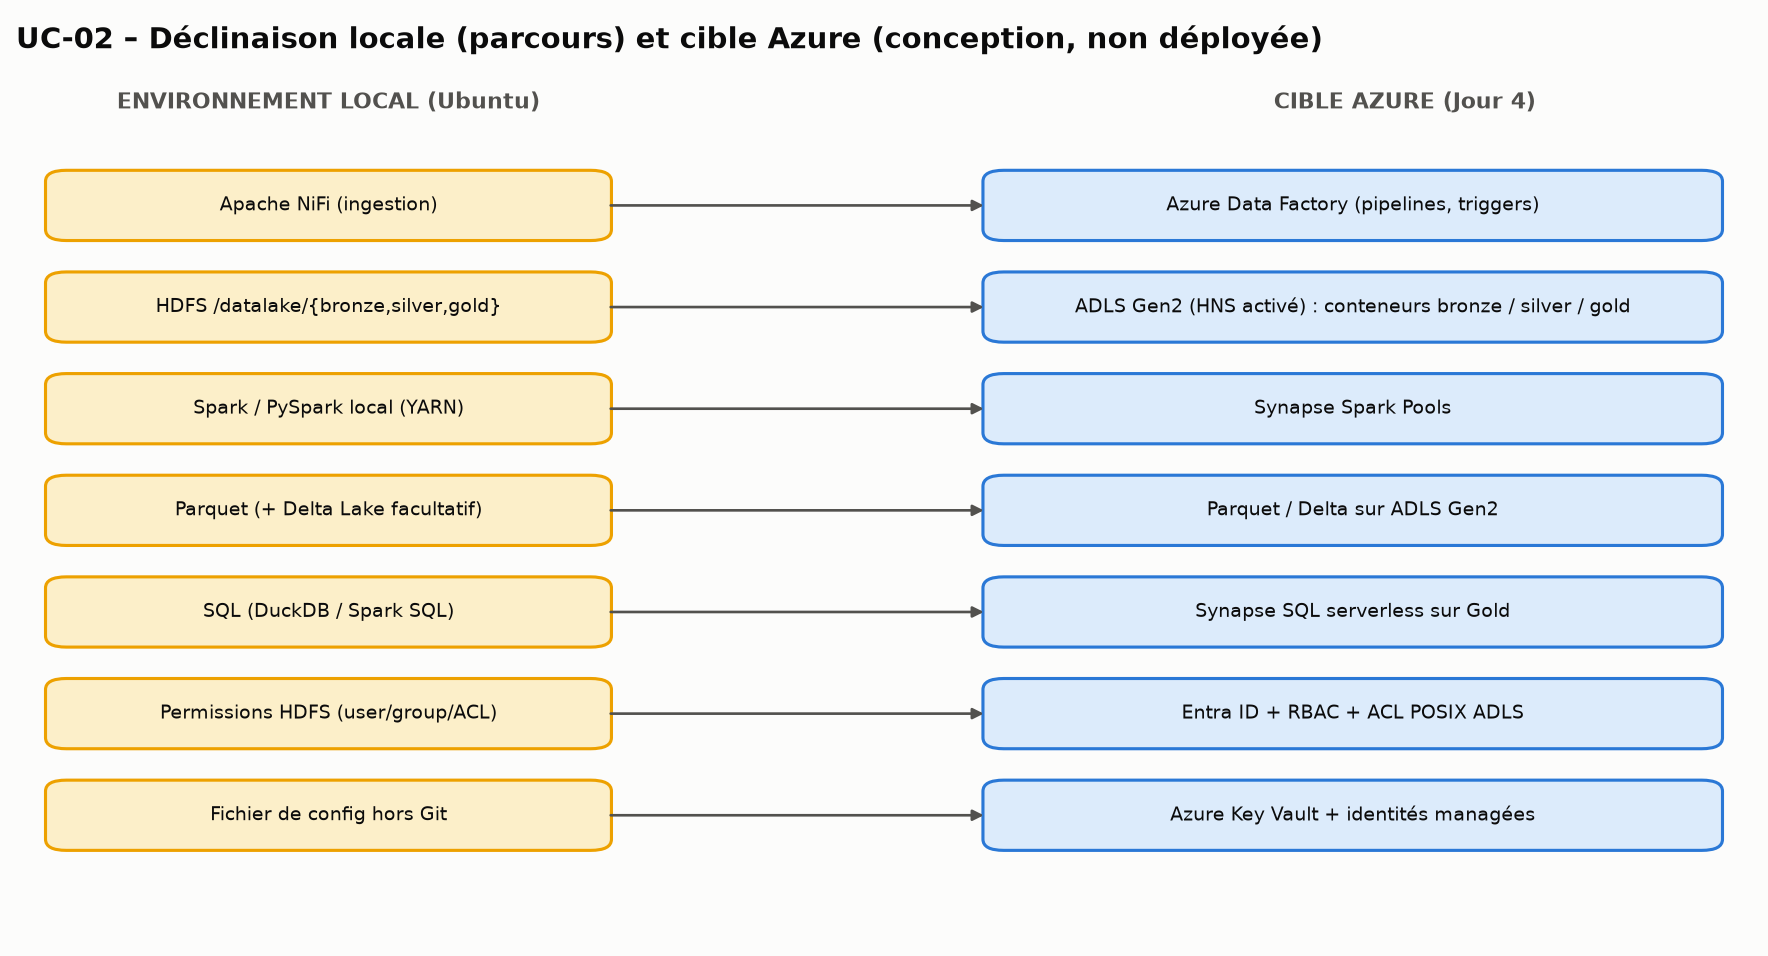 UC-02 – Déclinaison locale (parcours) et cible Azure (conception, non déployée)
ENVIRONNEMENT LOCAL (Ubuntu)
CIBLE AZURE (Jour 4)
Apache NiFi (ingestion)
Azure Data Factory (pipelines, triggers)
HDFS /datalake/{bronze,silver,gold}
ADLS Gen2 (HNS activé) : conteneurs bronze / silver / gold
Spark / PySpark local (YARN)
Synapse Spark Pools
Parquet (+ Delta Lake facultatif)
Parquet / Delta sur ADLS Gen2
SQL (DuckDB / Spark SQL)
Synapse SQL serverless sur Gold
Permissions HDFS (user/group/ACL)
Entra ID + RBAC + ACL POSIX ADLS
Fichier de config hors Git
Azure Key Vault + identités managées